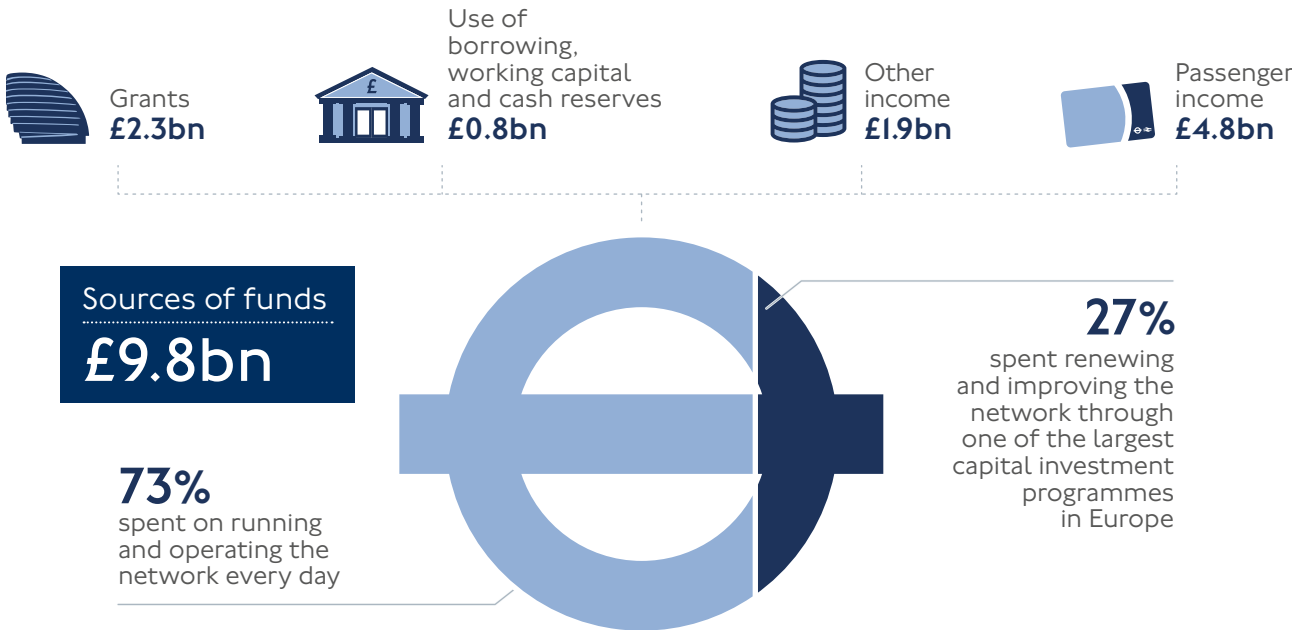 Grants
£2.3bn
Use of
borrowing,
working capital
and cash reserves
£0.8bn
Other
income
£1.9bn
Passenger
income
£4.8bn
£
Sources of funds
£9.8bn
27%
spent renewing
and improving the
network through
one of the largest
capital investment
programmes
in Europe
73%
spent on running
and operating the
network every day